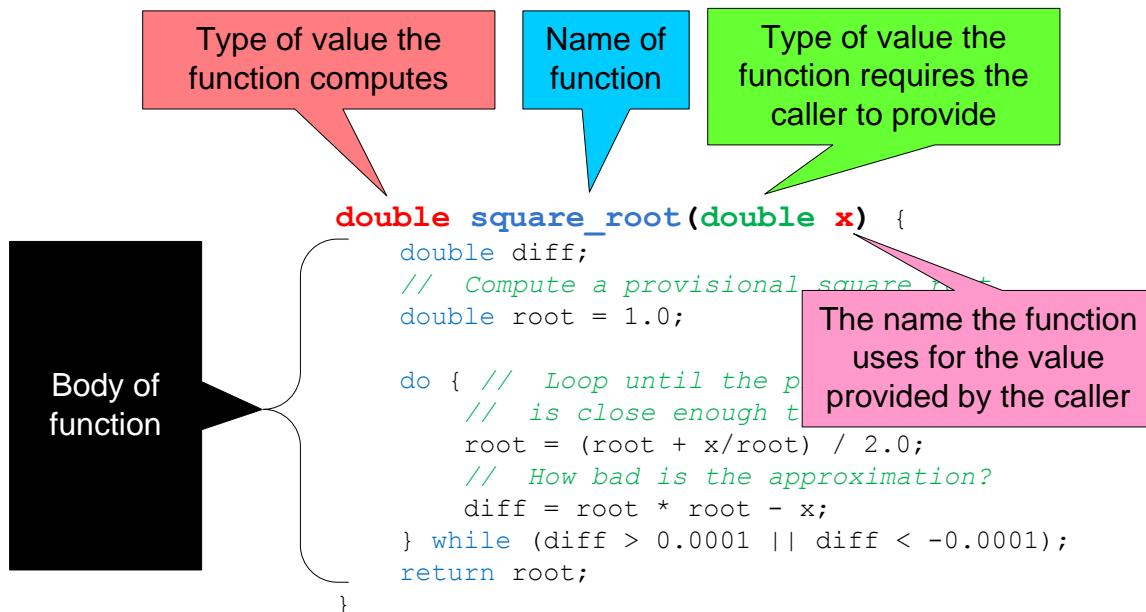 Type of value the
function computes
Name of
function
Type of value the
function requires the
caller to provide
double square_root(double x) {
double diff;
//  Compute a provisional square
double root = 1.0;
The name the function
uses for the value
provided by the caller
do { //  Loop until the
//  is close enough
root = (root + x/root) / 2.0;
//  How bad is the approximation?
diff = root * root - x;
} while (diff > 0.0001 || diff < -0.0001);
return root;
}
Body of
function